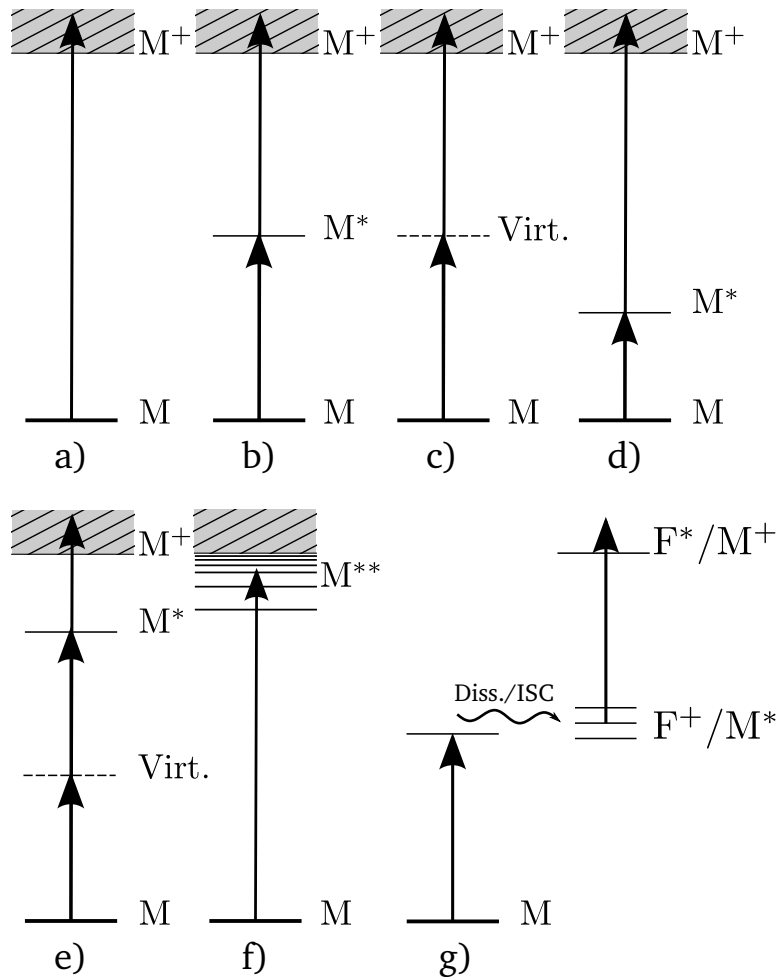 M⁺ M⁺ M⁺ M⁺
M* Virt.
M*
M M M M
a) b) c) d)
M⁺ F*/M⁺
M**
M*
Diss./ISC
F⁺/M*
Virt.
M M M
e) f) g)